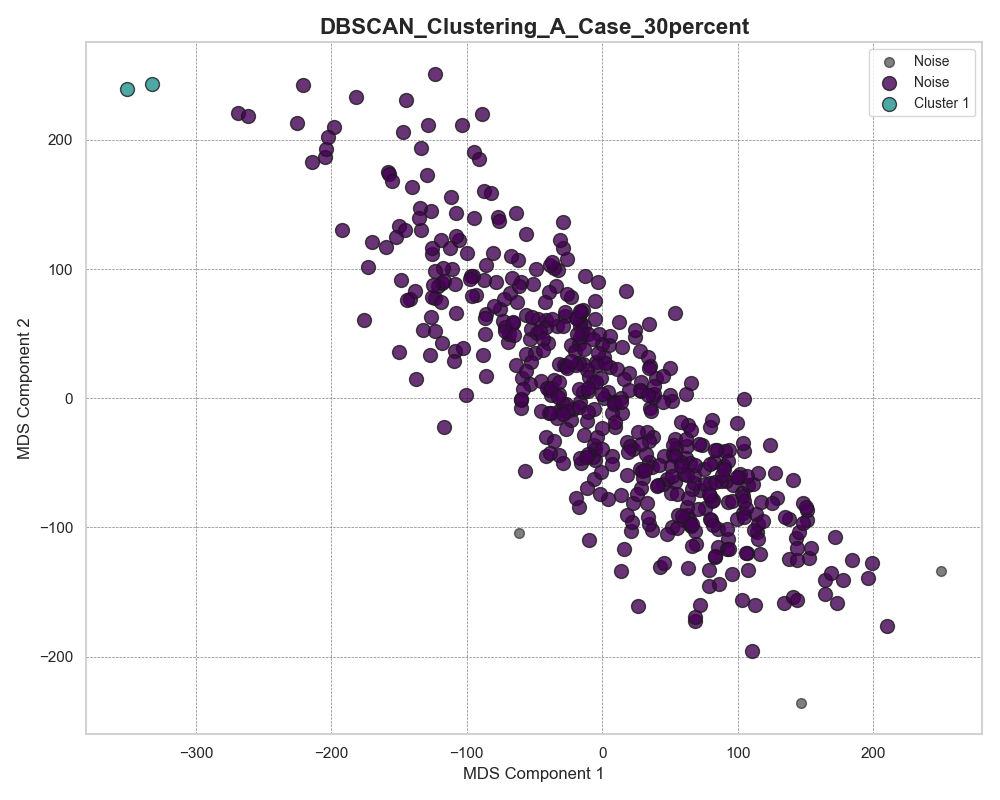 DBSCAN_Clustering_A_Case_30percent
Noise
Noise
Cluster 1
MDS Component 2
200
100
0
−100
−200
−300
−200
−100
0
100
200
MDS Component 1